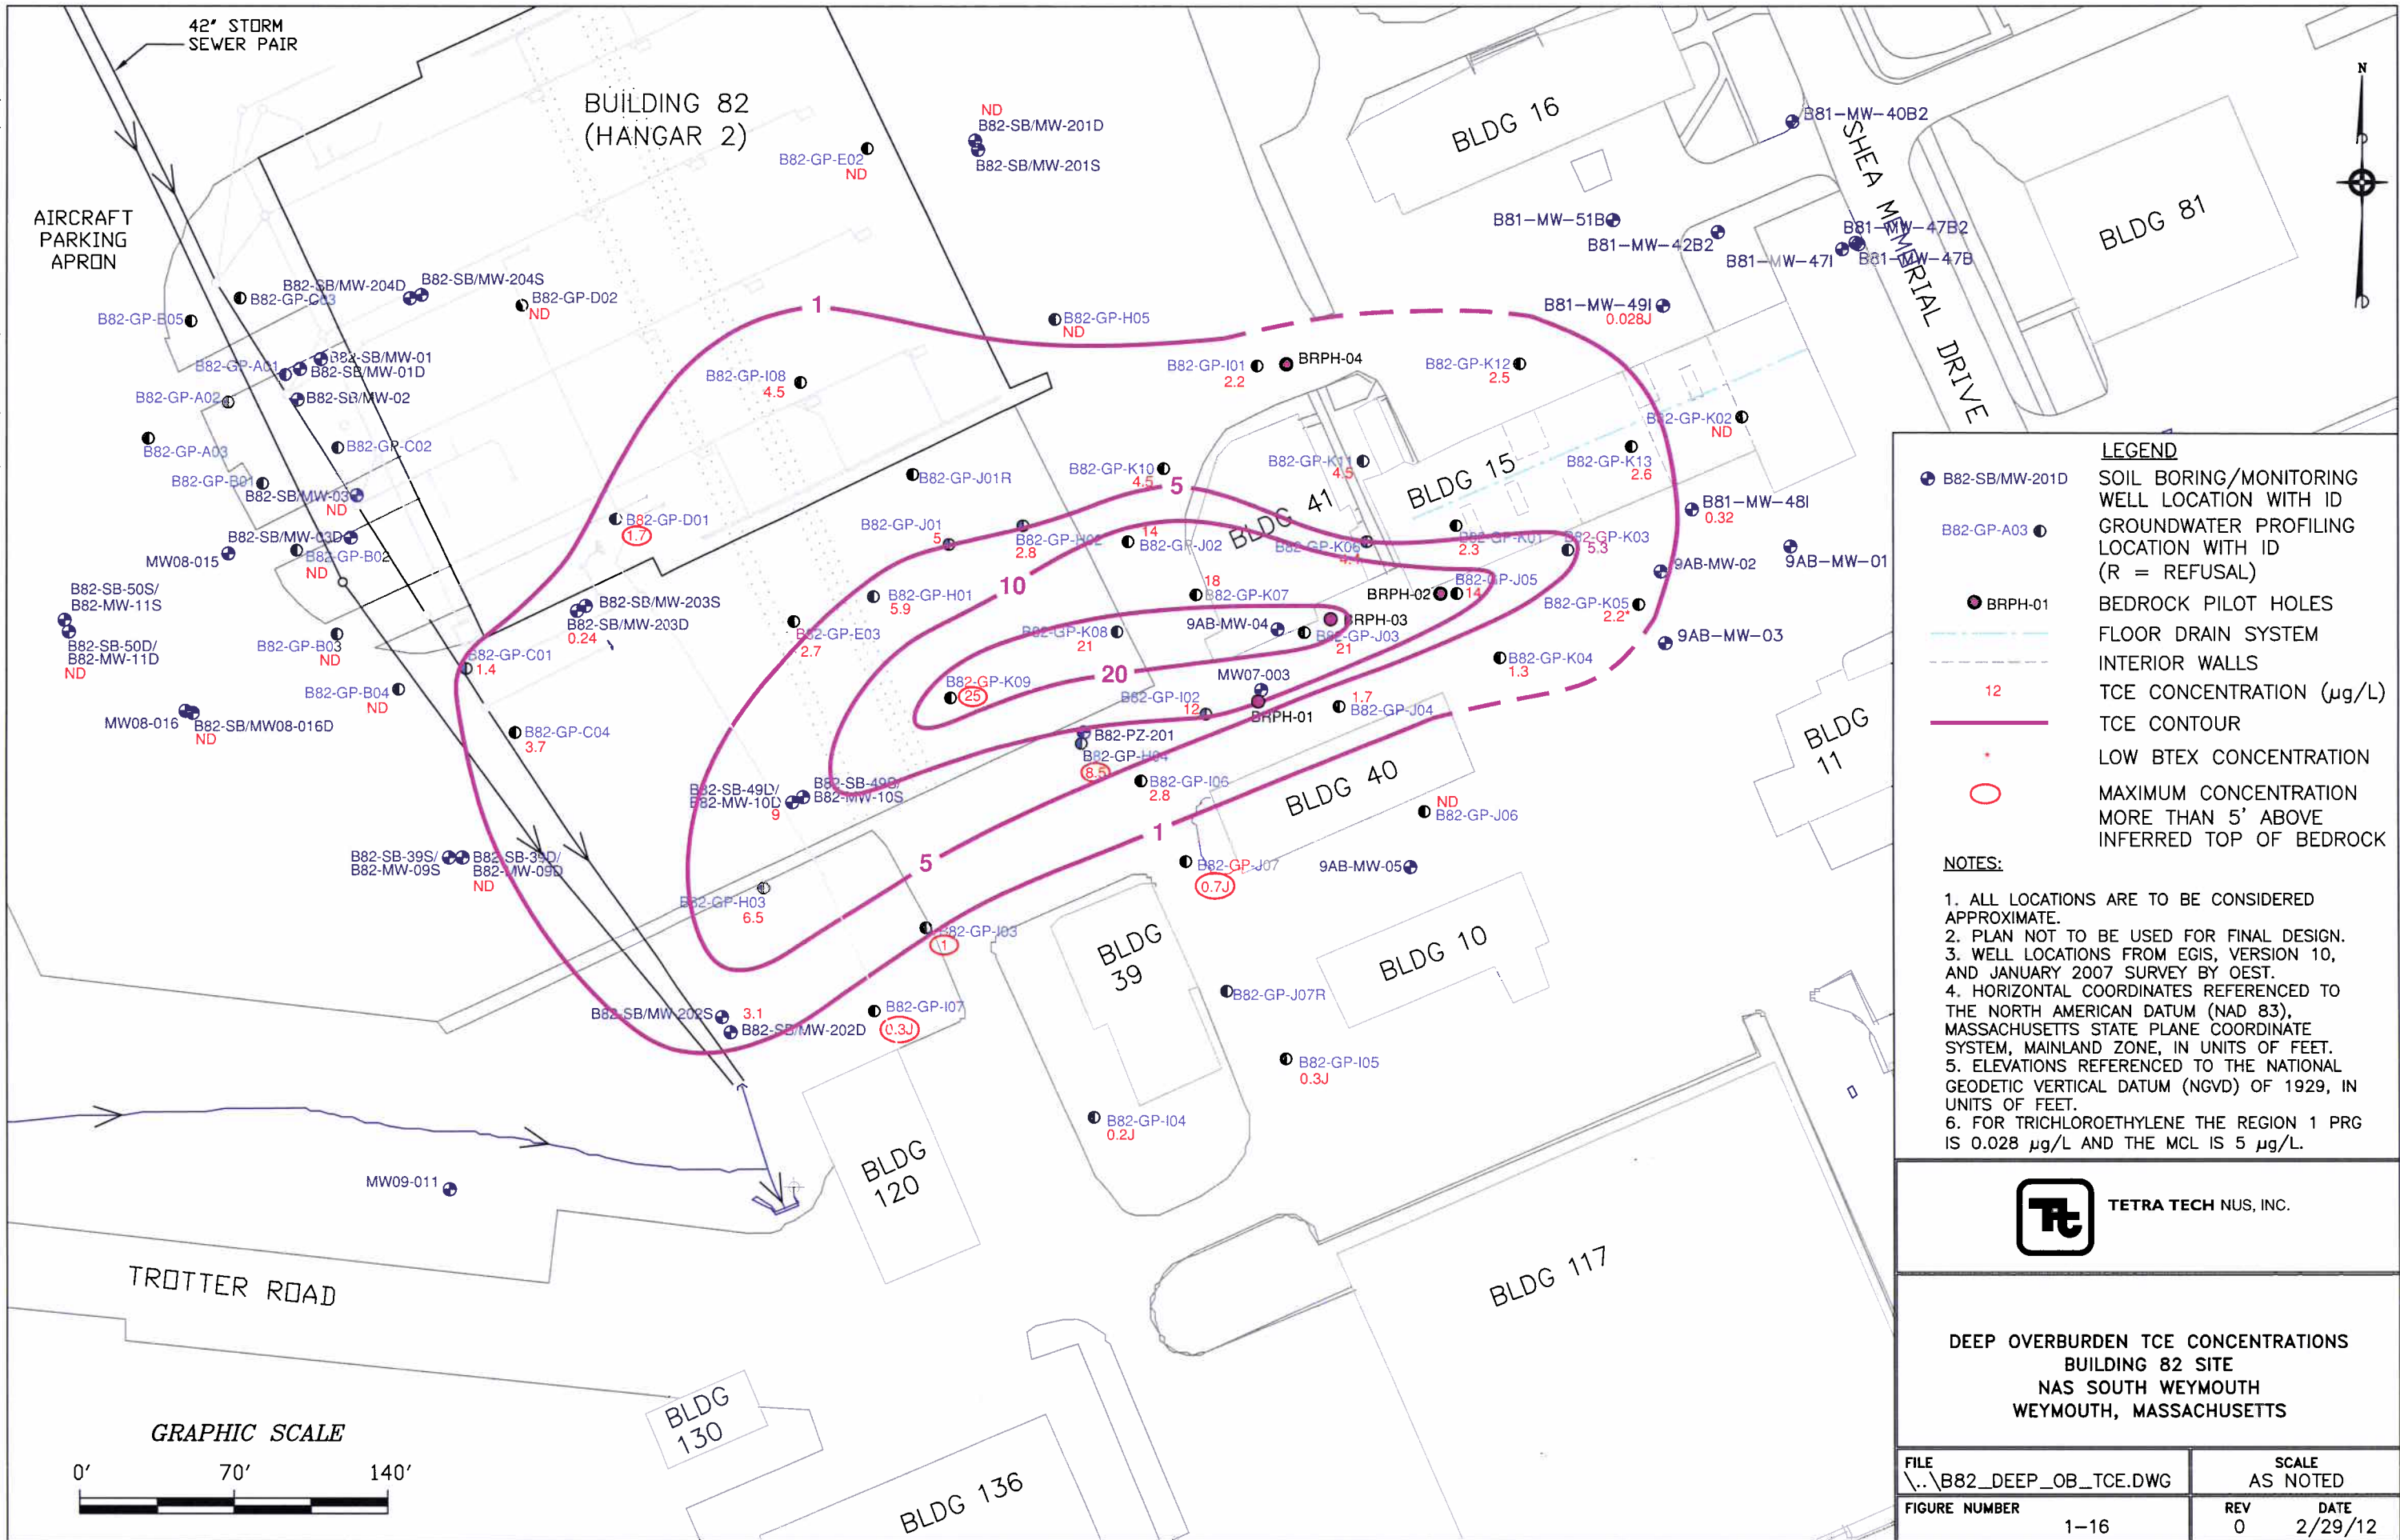 42" STORM
SEWER PAIR
BUILDING 82
(HANGAR 2)
AIRCRAFT
PARKING
APRON
ND
B82-SB/MW-201D
B82-SB/MW-201S
B82-GP-E02
ND
BLDG 16
B81-MW-40B2
SHEA MEMORIAL DRIVE
BLDG 81
B81-MW-51B
B81-MW-42B2
B81-MW-47I
B81-MW-47B2
B81-MW-47B
B81-MW-49I
0.028J
N
B82-SB/MW-204D
B82-SB/MW-204S
B82-GP-C03
B82-GP-B05
B82-GP-D02
ND
B82-GP-H05
ND
1
B82-GP-A01
B82-SB/MW-01
B82-SB/MW-01D
B82-GP-A02
B82-SB/MW-02
B82-GP-A03
B82-GP-C02
B82-GP-B01
B82-SB/MW-03
ND
B82-SB/MW-03D
MW08-015
B82-GP-B02
ND
B82-GP-I08
4.5
B82-GP-I01
2.2
BRPH-04
B82-GP-K12
2.5
B82-GP-K02
ND
B82-GP-K13
2.6
B82-GP-J01R
B82-GP-K10
4.5
B82-GP-K11
4.5
BLDG 41
BLDG 15
5
B81-MW-48I
0.32
B82-GP-D01
1.7
B82-GP-J01
5
B82-GP-H02
2.8
14
B82-GP-J02
B82-GP-K06
4.4
B82-GP-K01
2.3
B82-GP-K03
5.3
9AB-MW-02
9AB-MW-01
B82-SB-50S/
B82-MW-11S
B82-SB-50D/
B82-MW-11D
ND
B82-SB/MW-203S
B82-SB/MW-203D
0.24
10
B82-GP-H01
5.9
18
B82-GP-K07
BRPH-02
B82-GP-J05
14
B82-GP-K05
2.2*
B82-GP-B03
ND
B82-GP-C01
1.4
B82-GP-E03
2.7
B82-GP-K08
21
9AB-MW-04
BRPH-03
B82-GP-J03
21
9AB-MW-03
B82-GP-K04
1.3
B82-GP-B04
ND
MW08-016
B82-SB/MW08-016D
ND
B82-GP-K09
25
20
MW07-003
B82-GP-I02
12
BRPH-01
1.7
B82-GP-J04
B82-GP-C04
3.7
B82-PZ-201
B82-GP-H04
8.5
B82-SB-49D/
B82-MW-10D
9
B82-SB-49S/
B82-MW-10S
B82-GP-I06
2.8
BLDG 40
BLDG
11
ND
B82-GP-J06
B82-SB-39S/
B82-MW-09S
B82-SB-39D/
B82-MW-09D
ND
5
1
B82-GP-J07
0.7J
9AB-MW-05
B82-GP-H03
6.5
B82-GP-I03
1
BLDG
39
BLDG 10
B82-GP-J07R
B82-SB/MW-202S
3.1
B82-SB/MW-202D
B82-GP-I07
0.3J
B82-GP-I05
0.3J
B82-GP-I04
0.2J
MW09-011
BLDG
120
TROTTER ROAD
BLDG 117
BLDG
130
BLDG 136
GRAPHIC SCALE
0' 70' 140'
LEGEND
B82-SB/MW-201D SOIL BORING/MONITORING
WELL LOCATION WITH ID
B82-GP-A03 GROUNDWATER PROFILING
LOCATION WITH ID
(R = REFUSAL)
BRPH-01 BEDROCK PILOT HOLES
FLOOR DRAIN SYSTEM
INTERIOR WALLS
12 TCE CONCENTRATION (µg/L)
TCE CONTOUR
* LOW BTEX CONCENTRATION
MAXIMUM CONCENTRATION
MORE THAN 5' ABOVE
INFERRED TOP OF BEDROCK
NOTES:
1. ALL LOCATIONS ARE TO BE CONSIDERED
APPROXIMATE.
2. PLAN NOT TO BE USED FOR FINAL DESIGN.
3. WELL LOCATIONS FROM EGIS, VERSION 10,
AND JANUARY 2007 SURVEY BY OEST.
4. HORIZONTAL COORDINATES REFERENCED TO
THE NORTH AMERICAN DATUM (NAD 83),
MASSACHUSETTS STATE PLANE COORDINATE
SYSTEM, MAINLAND ZONE, IN UNITS OF FEET.
5. ELEVATIONS REFERENCED TO THE NATIONAL
GEODETIC VERTICAL DATUM (NGVD) OF 1929, IN
UNITS OF FEET.
6. FOR TRICHLOROETHYLENE THE REGION 1 PRG
IS 0.028 µg/L AND THE MCL IS 5 µg/L.
Tt TETRA TECH NUS, INC.
DEEP OVERBURDEN TCE CONCENTRATIONS
BUILDING 82 SITE
NAS SOUTH WEYMOUTH
WEYMOUTH, MASSACHUSETTS
FILE
\..\B82_DEEP_OB_TCE.DWG
SCALE
AS NOTED
FIGURE NUMBER
1-16
REV
0
DATE
2/29/12